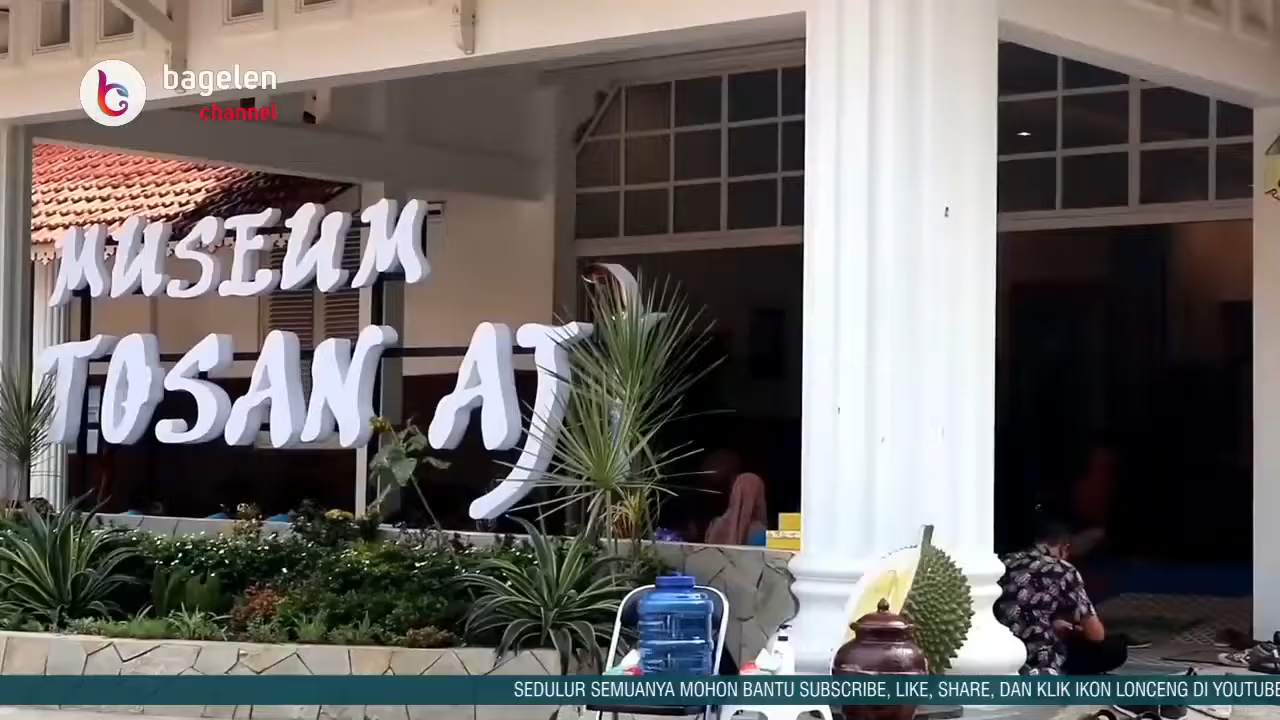 bagelen
channel
MUSEUM
TOSAN AJ
SEDULUR SEMUANYA MOHON BANTU SUBSCRIBE, LIKE, SHARE, DAN KLIK IKON LONCENG DI YOUTUBE